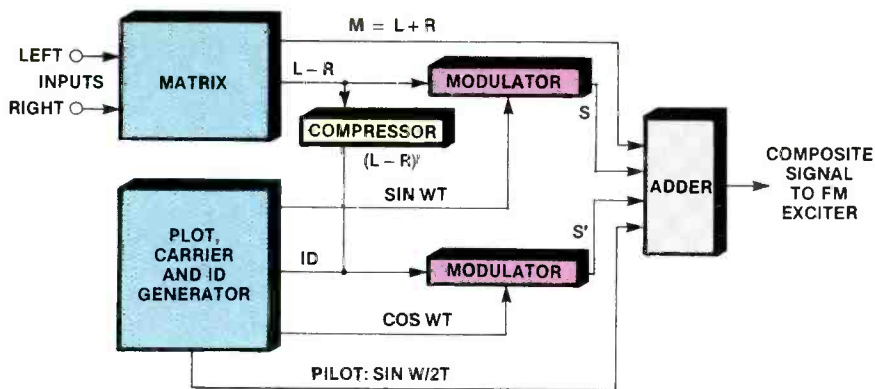 M = L + R
LEFT
INPUTS
RIGHT
MATRIX
L – R
MODULATOR
S
COMPRESSOR
(L – R)'
SIN WT
PLOT,
CARRIER
AND ID
GENERATOR
ID
S'
MODULATOR
COS WT
PILOT: SIN W/2T
ADDER
COMPOSITE
SIGNAL
TO FM
EXCITER